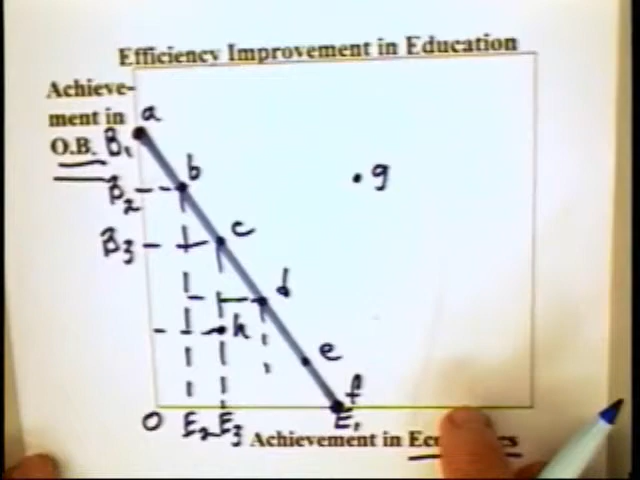 Efficiency Improvement in Education
Achieve-
ment in
O.B.
a
B1
b
B2
g
c
B3
d
h
e
f
O
E2
E3
E1
Achievement in